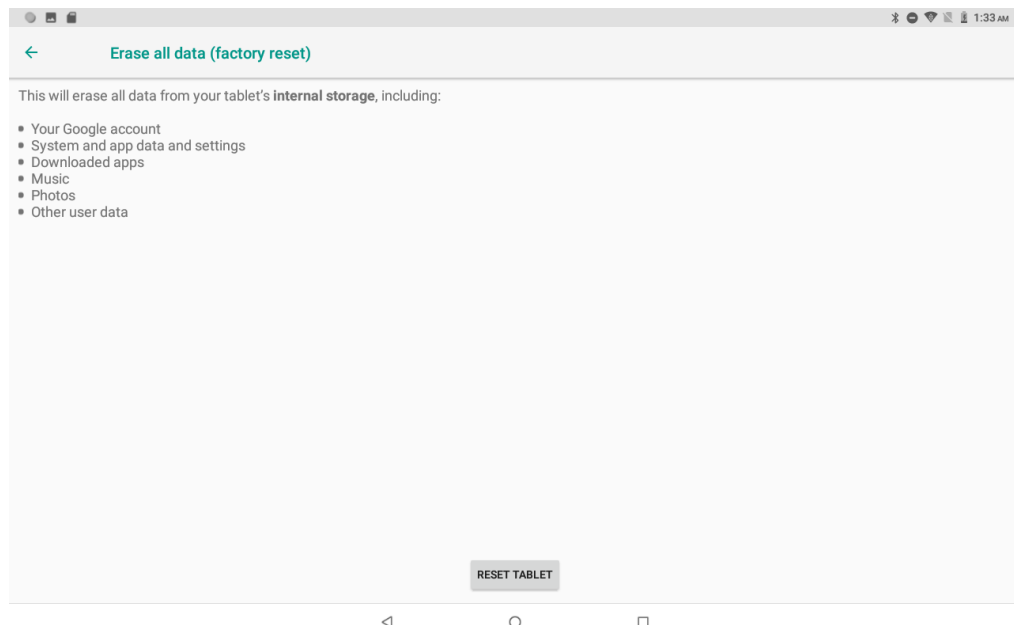 1:33 AM
Erase all data (factory reset)
This will erase all data from your tablet's internal storage, including:
• Your Google account
• System and app data and settings
• Downloaded apps
• Music
• Photos
• Other user data
RESET TABLET